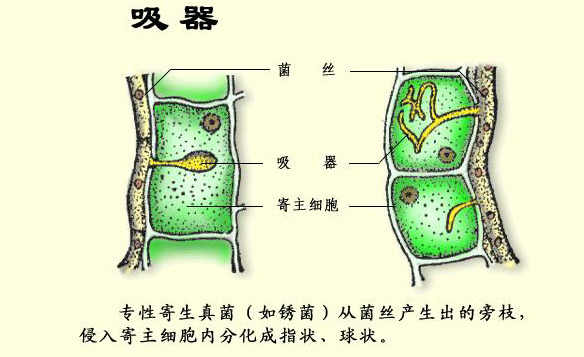 吸器
菌丝
吸器
寄主细胞
专性寄生真菌（如锈菌）从菌丝产生出的旁枝，
侵入寄主细胞内分化成指状、球状。